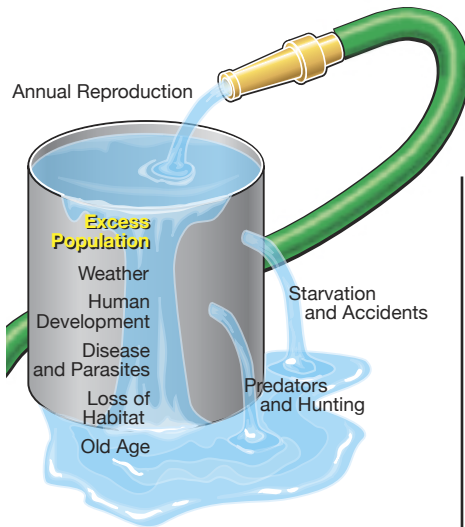 Annual Reproduction
Excess
Population
Weather
Human
Development
Disease
and Parasites
Loss of
Habitat
Old Age
Starvation
and Accidents
Predators
and Hunting